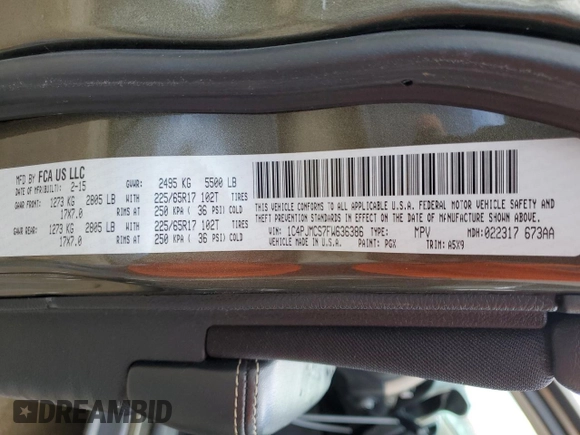 MFD BY FCA US LLC
DATE OF MFR(BUILT): 2-15 GVWR: 2495 KG 5500 LB
GAWR FRONT: 1273 KG 2805 LB WITH 225/65R17 102T TIRES
17X7.0 RIMS AT 250 KPA ( 36 PSI) COLD
GAWR REAR: 1273 KG 2805 LB WITH 225/65R17 102T TIRES
17X7.0 RIMS AT 250 KPA ( 36 PSI) COLD
THIS VEHICLE CONFORMS TO ALL APPLICABLE U.S.A. FEDERAL MOTOR VEHICLE SAFETY AND
THEFT PREVENTION STANDARDS IN EFFECT ON THE DATE OF MANUFACTURE SHOWN ABOVE.
VIN: 1C4PJMCS7FW636386 TYPE: MPV MDH: 022317 673AA
VEHICLE MADE IN U.S.A. PAINT: PGX TRIM: A5X9
DREAMBID